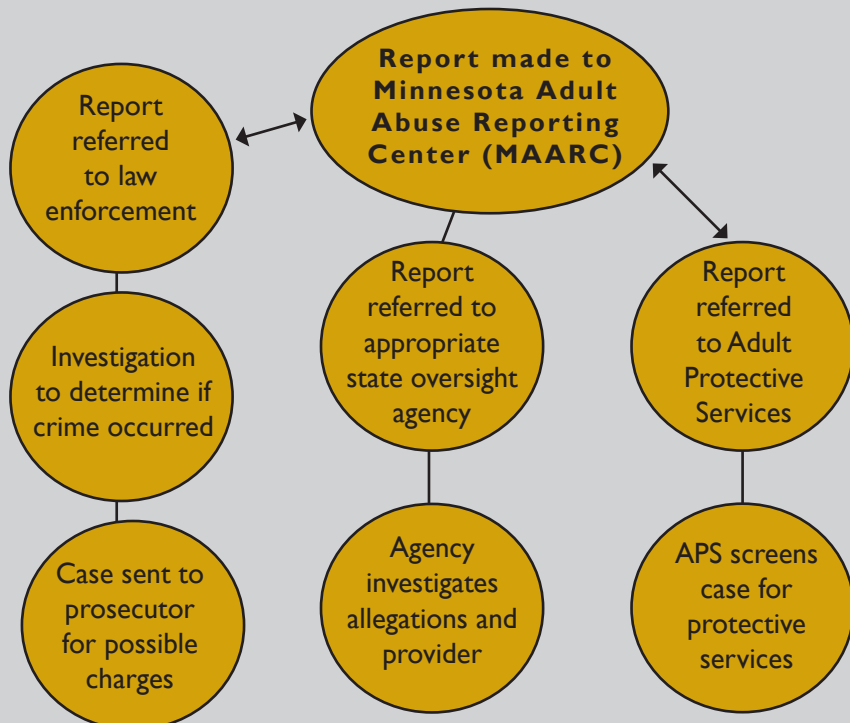 Report made to
Minnesota Adult
Abuse Reporting
Center (MAARC)
Report
referred
to law
enforcement
Investigation
to determine if
crime occurred
Case sent to
prosecutor
for possible
charges
Report
referred to
appropriate
state oversight
agency
Agency
investigates
allegations and
provider
Report
referred
to Adult
Protective
Services
APS screens
case for
protective
services